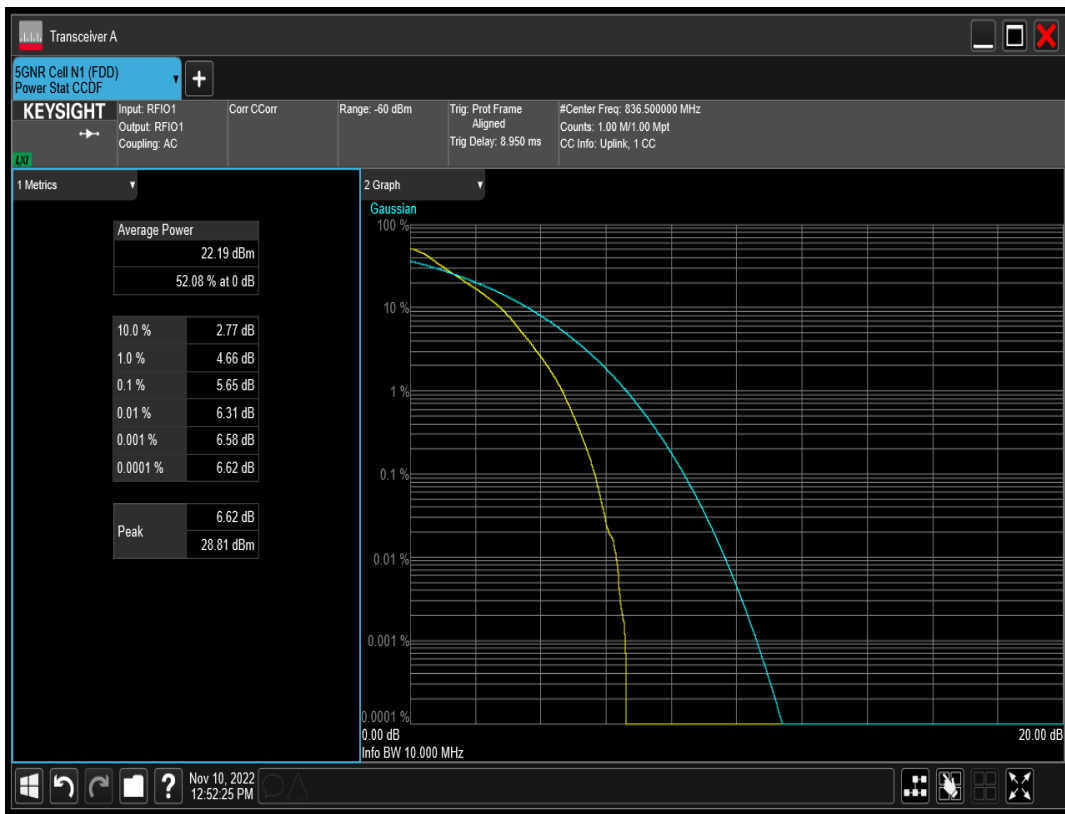 Transceiver A
5GNR Cell N1 (FDD)
Power Stat CCDF
+
KEYSIGHT
LXI
Input: RFIO1
Output: RFIO1
Coupling: AC
Corr CCorr
Range: -60 dBm
Trig: Prot Frame
Aligned
Trig Delay: 8.950 ms
#Center Freq: 836.500000 MHz
Counts: 1.00 M/1.00 Mpt
CC Info: Uplink, 1 CC
1 Metrics
Average Power
22.19 dBm
52.08 % at 0 dB
10.0 % 2.77 dB
1.0 % 4.66 dB
0.1 % 5.65 dB
0.01 % 6.31 dB
0.001 % 6.58 dB
0.0001 % 6.62 dB
Peak
6.62 dB
28.81 dBm
2 Graph
Gaussian
100 %
10 %
1 %
0.1 %
0.01 %
0.001 %
0.0001 %
0.00 dB 20.00 dB
Info BW 10.000 MHz
?
Nov 10, 2022
12:52:25 PM